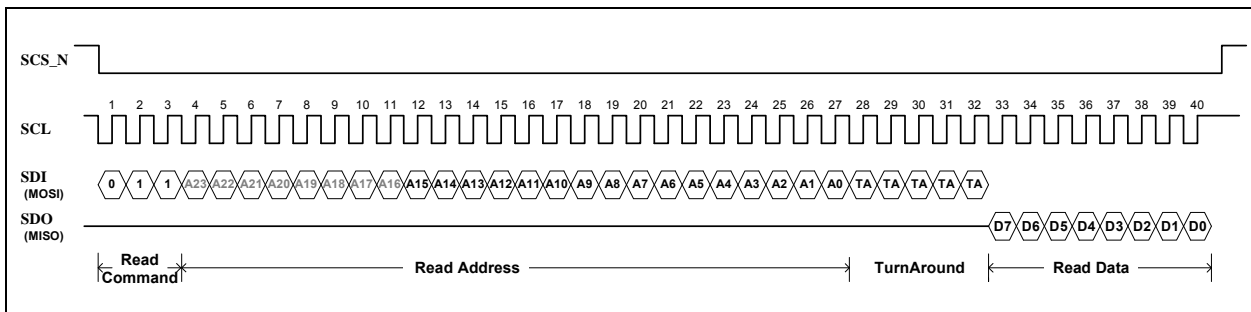 SCS_N
1 2 3 4 5 6 7 8 9 10 11 12 13 14 15 16 17 18 19 20 21 22 23 24 25 26 27 28 29 30 31 32 33 34 35 36 37 38 39 40
SCL
SDI
(MOSI)
0 1 1 A23 A22 A21 A20 A19 A18 A17 A16 A15 A14 A13 A12 A11 A10 A9 A8 A7 A6 A5 A4 A3 A2 A1 A0 TA TA TA TA TA
SDO
(MISO)
D7 D6 D5 D4 D3 D2 D1 D0
Read
Command
Read Address
TurnAround
Read Data